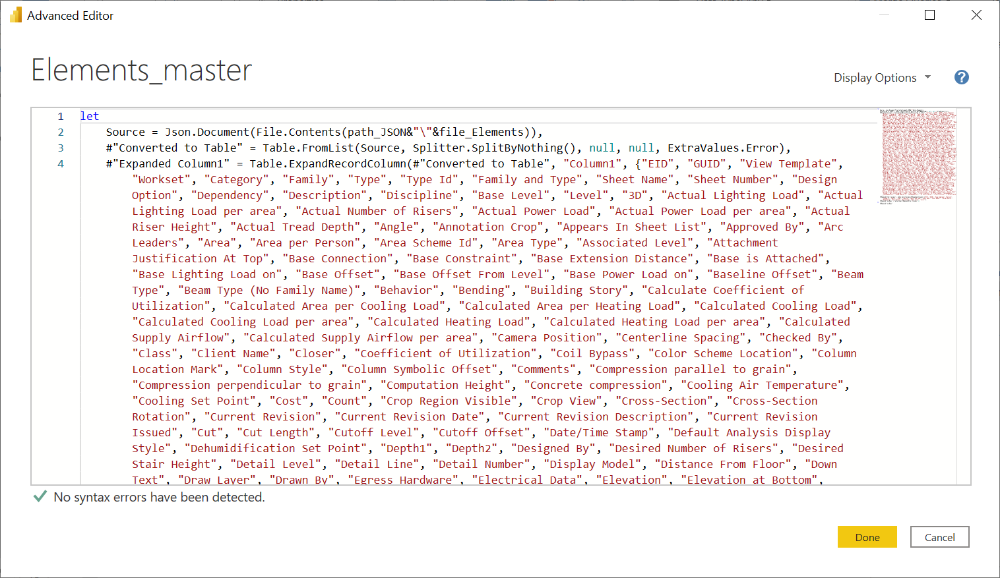 Advanced Editor
Elements_master
Display Options
?
1 let
2 Source = Json.Document(File.Contents(path_JSON&"\"&file_Elements)),
3 #"Converted to Table" = Table.FromList(Source, Splitter.SplitByNothing(), null, null, ExtraValues.Error),
4 #"Expanded Column1" = Table.ExpandRecordColumn(#"Converted to Table", "Column1", {"EID", "GUID", "View Template",
"Workset", "Category", "Family", "Type", "Type Id", "Family and Type", "Sheet Name", "Sheet Number", "Design
Option", "Dependency", "Description", "Discipline", "Base Level", "Level", "3D", "Actual Lighting Load", "Actual
Lighting Load per area", "Actual Number of Risers", "Actual Power Load", "Actual Power Load per area", "Actual
Riser Height", "Actual Tread Depth", "Angle", "Annotation Crop", "Appears In Sheet List", "Approved By", "Arc
Leaders", "Area", "Area per Person", "Area Scheme Id", "Area Type", "Associated Level", "Attachment
Justification At Top", "Base Connection", "Base Constraint", "Base Extension Distance", "Base is Attached",
"Base Lighting Load on", "Base Offset", "Base Offset From Level", "Base Power Load on", "Baseline Offset", "Beam
Type", "Beam Type (No Family Name)", "Behavior", "Bending", "Building Story", "Calculate Coefficient of
Utilization", "Calculated Area per Cooling Load", "Calculated Area per Heating Load", "Calculated Cooling Load",
"Calculated Cooling Load per area", "Calculated Heating Load", "Calculated Heating Load per area", "Calculated
Supply Airflow", "Calculated Supply Airflow per area", "Camera Position", "Centerline Spacing", "Checked By",
"Class", "Client Name", "Closer", "Coefficient of Utilization", "Coil Bypass", "Color Scheme Location", "Column
Location Mark", "Column Style", "Column Symbolic Offset", "Comments", "Compression parallel to grain",
"Compression perpendicular to grain", "Computation Height", "Concrete compression", "Cooling Air Temperature",
"Cooling Set Point", "Cost", "Count", "Crop Region Visible", "Crop View", "Cross-Section", "Cross-Section
Rotation", "Current Revision", "Current Revision Date", "Current Revision Description", "Current Revision
Issued", "Cut", "Cut Length", "Cutoff Level", "Cutoff Offset", "Date/Time Stamp", "Default Analysis Display
Style", "Dehumidification Set Point", "Depth1", "Depth2", "Designed By", "Desired Number of Risers", "Desired
Stair Height", "Detail Level", "Detail Line", "Detail Number", "Display Model", "Distance From Floor", "Down
Text", "Draw Layer", "Drawn By", "Egress Hardware", "Electrical Data", "Elevation", "Elevation at Bottom",
No syntax errors have been detected.
Done
Cancel